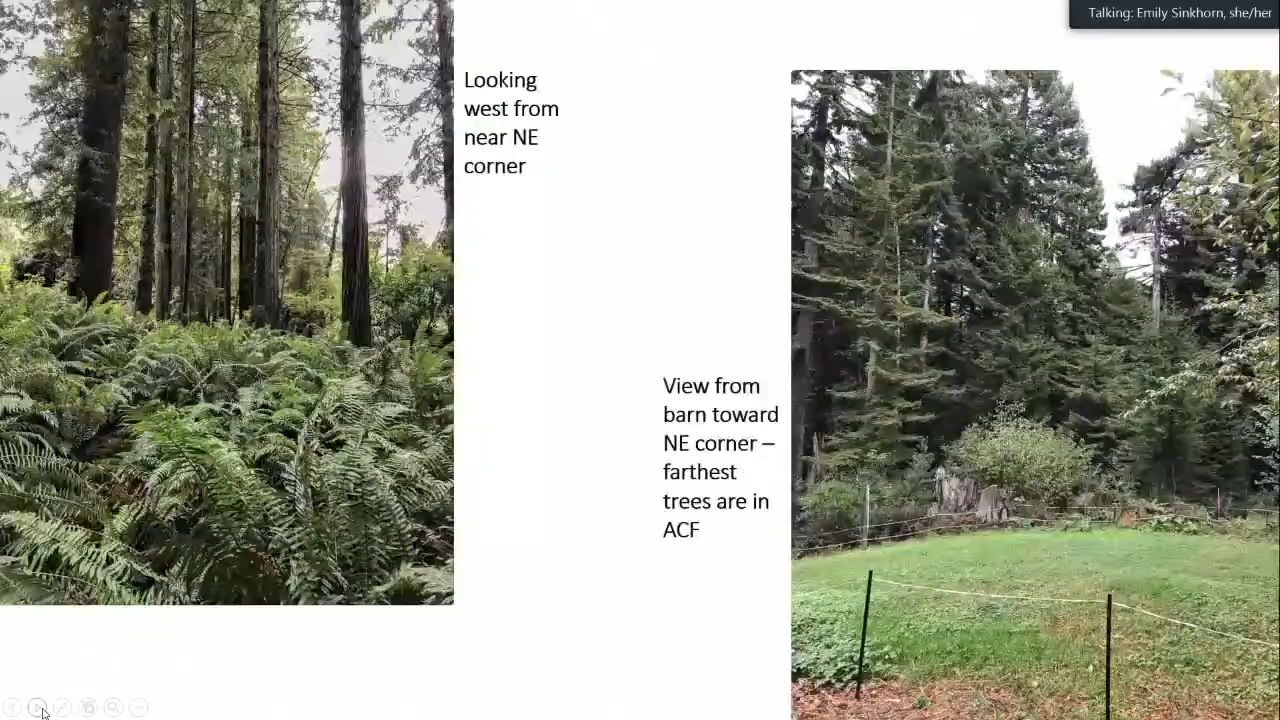 Talking: Emily Sinkhorn, she/her
Looking
west from
near NE
corner
View from
barn toward
NE corner –
farthest
trees are in
ACF